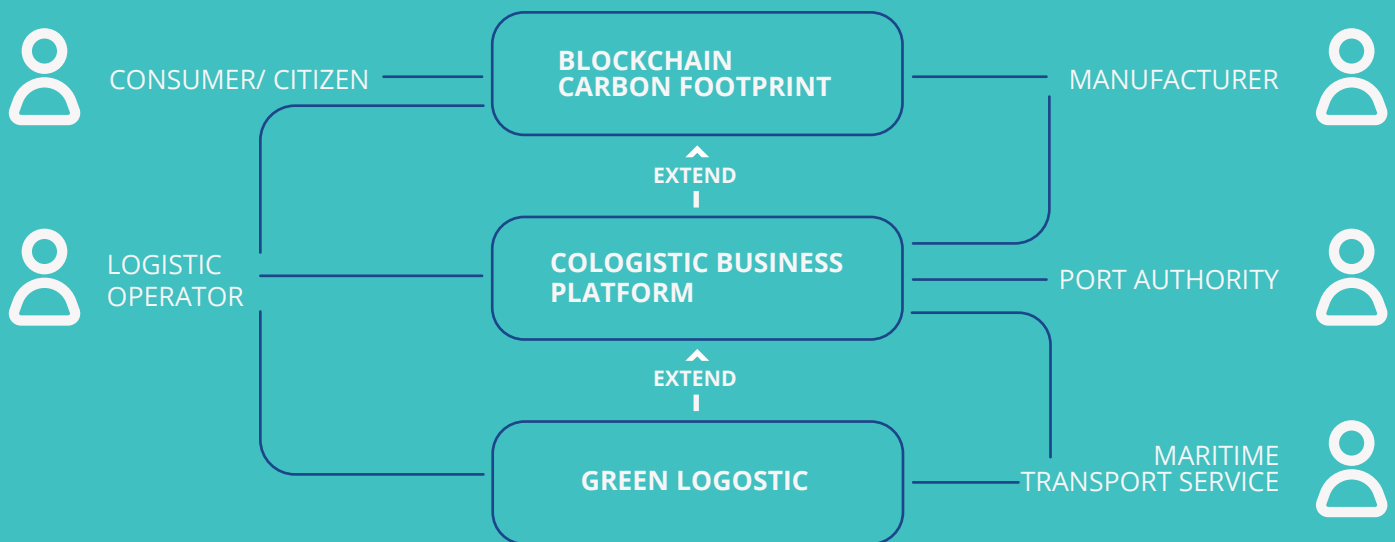 CONSUMER/ CITIZEN
BLOCKCHAIN
CARBON FOOTPRINT
MANUFACTURER
EXTEND
LOGISTIC
OPERATOR
COLOGISTIC BUSINESS
PLATFORM
PORT AUTHORITY
EXTEND
GREEN LOGOSTIC
MARITIME
TRANSPORT SERVICE